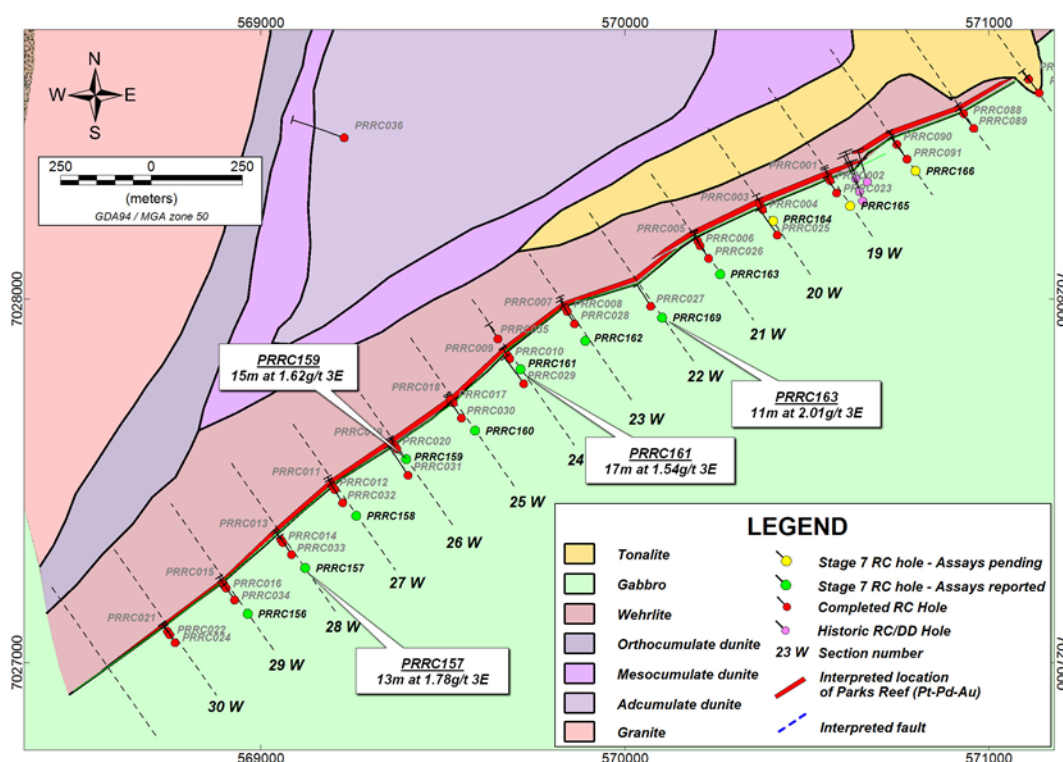 569000
570000
571000
N
W E
S
250 0 250
(meters)
GDA94 / MGA zone 50
7028000
7028000
7027000
7027000
PRRC036
PRRC088
PRRC089
PRRC090
PRRC091
PRRC166
PRRC001
PRRC002
PRRC023
PRRC165
PRRC003
PRRC004
PRRC164
PRRC025
19 W
PRRC005
PRRC006
PRRC026
PRRC163
20 W
PRRC007
PRRC008
PRRC028
PRRC027
PRRC169
21 W
PRRC162
22 W
PRRC035
PRRC009
PRRC010
PRRC161
PRRC029
23 W
PRRC159
15m at 1.62g/t 3E
PRRC163
11m at 2.01g/t 3E
PRRC018
PRRC017
PRRC030
PRRC160
24
PRRC161
17m at 1.54g/t 3E
PRRC020
PRRC159
PRRC031
25 W
PRRC011
PRRC012
PRRC032
PRRC158
26 W
PRRC013
PRRC014
PRRC033
PRRC157
27 W
PRRC015
PRRC016
PRRC034
PRRC156
28 W
PRRC021
PRRC022
PRRC024
29 W
PRRC157
13m at 1.78g/t 3E
30 W
LEGEND
Tonalite
Gabbro
Wehrlite
Orthocumulate dunite
Mesocumulate dunite
Adcumulate dunite
Granite
Stage 7 RC hole - Assays pending
Stage 7 RC hole - Assays reported
Completed RC Hole
Historic RC/DD Hole
23 W Section number
Interpreted location
of Parks Reef (Pt-Pd-Au)
Interpreted fault
569000
570000
571000